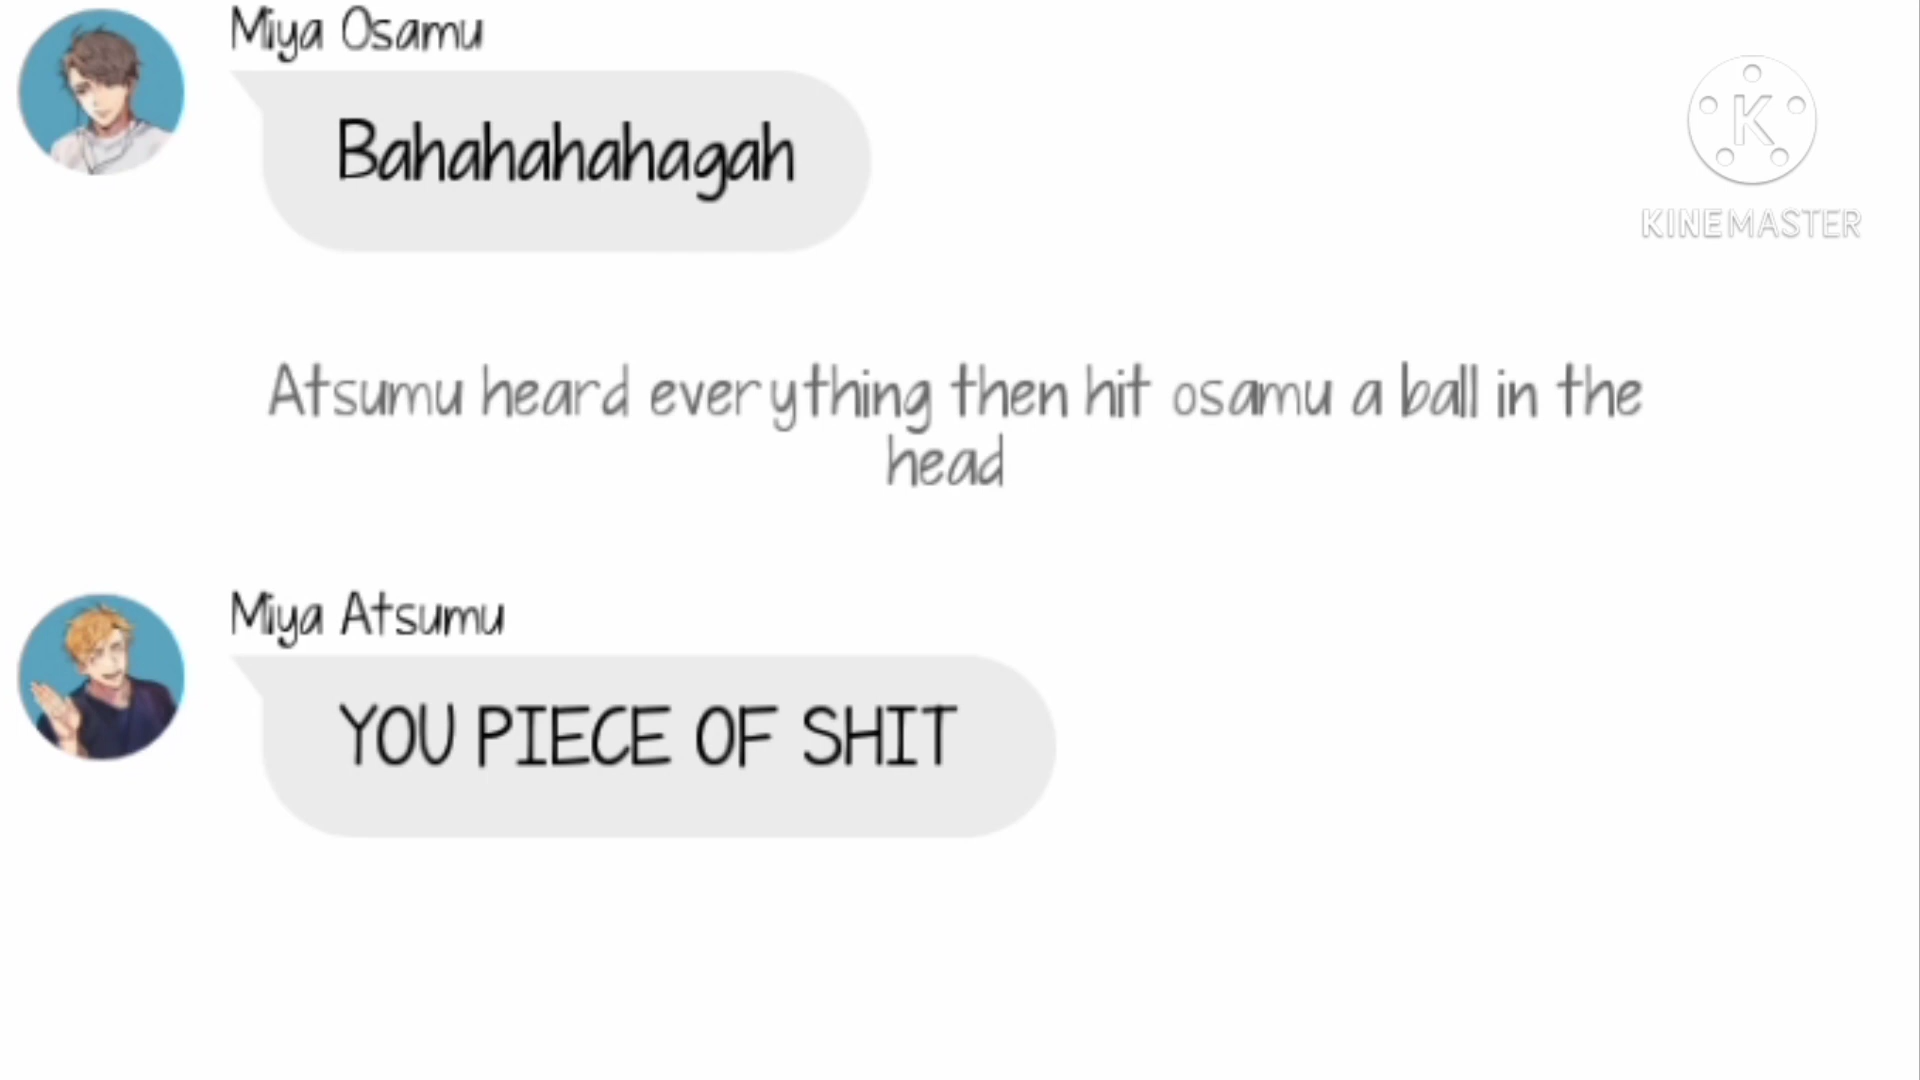 Miya Osamu
Bahahahahagah
K
KINEMASTER
Atsumu heard everything then hit osamu a ball in the
head
Miya Atsumu
YOU PIECE OF SHIT